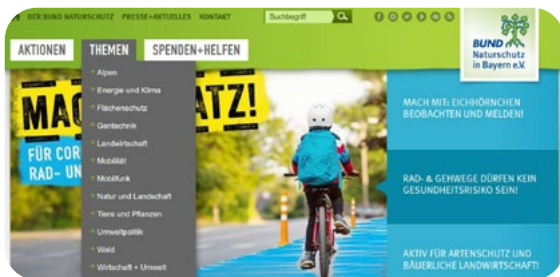 DER BUND NATURSCHUTZ PRESSE+AKTUELLES KONTAKT
Suchbegriff
BUND
Naturschutz
in Bayern e.V.
AKTIONEN THEMEN SPENDEN+HELFEN
Alpen
Energie und Klima
Flächenschutz
Gentechnik
Landwirtschaft
Mobilität
Mobilfunk
Natur und Landschaft
Tiere und Pflanzen
Umweltpolitik
Wald
Wirtschaft + Umwelt
MACH
ATZ!
FÜR COR
RAD- UN
MACH MIT: EICHHÖRNCHEN
BEOBACHTEN UND MELDEN!
RAD- & GEHWEGE DÜRFEN KEIN
GESUNDHEITSRISIKO SEIN!
AKTIV FÜR ARTENSCHUTZ UND
BÄUERLICHE LANDWIRTSCHAFT!